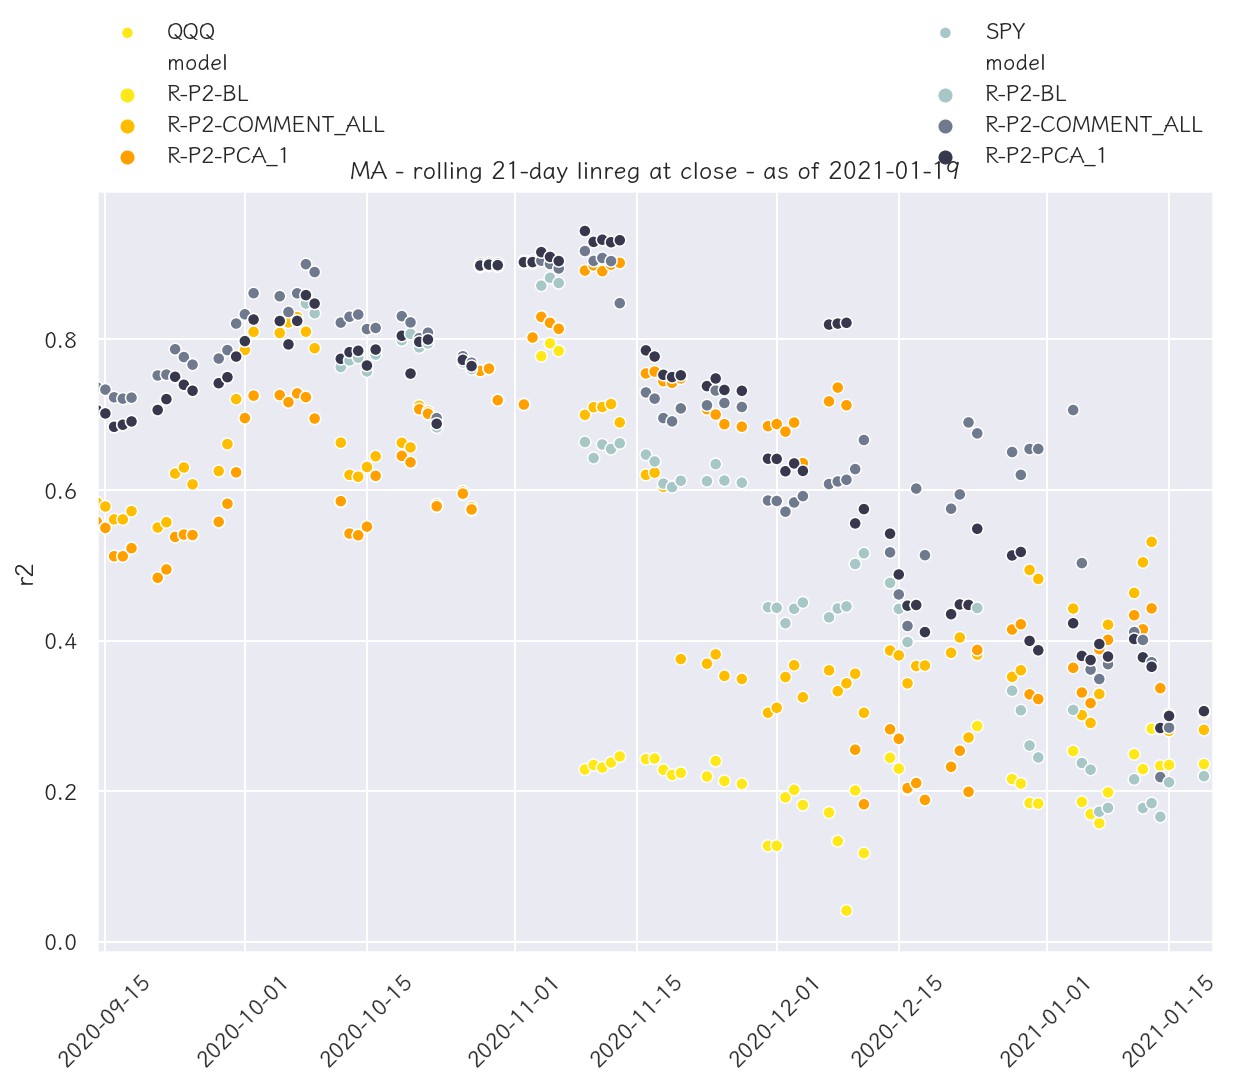 QQQ
model
R-P2-BL
R-P2-COMMENT_ALL
R-P2-PCA_1
SPY
model
R-P2-BL
R-P2-COMMENT_ALL
R-P2-PCA_1
MA - rolling 21-day linreg at close - as of 2021-01-19
r2
0.8
0.6
0.4
0.2
0.0
2020-09-15
2020-10-01
2020-10-15
2020-11-01
2020-11-15
2020-12-01
2020-12-15
2021-01-01
2021-01-15